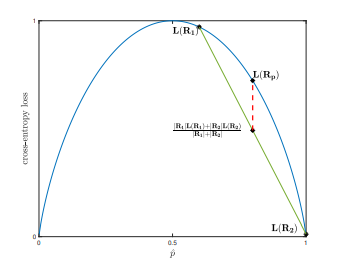 1
L(R₁)
L(Rₚ)
|R₁|L(R₁)+|R₂|L(R₂)
|R₁|+|R₂|
cross-entropy loss
L(R₂)
0
0 0.5 1
p̂